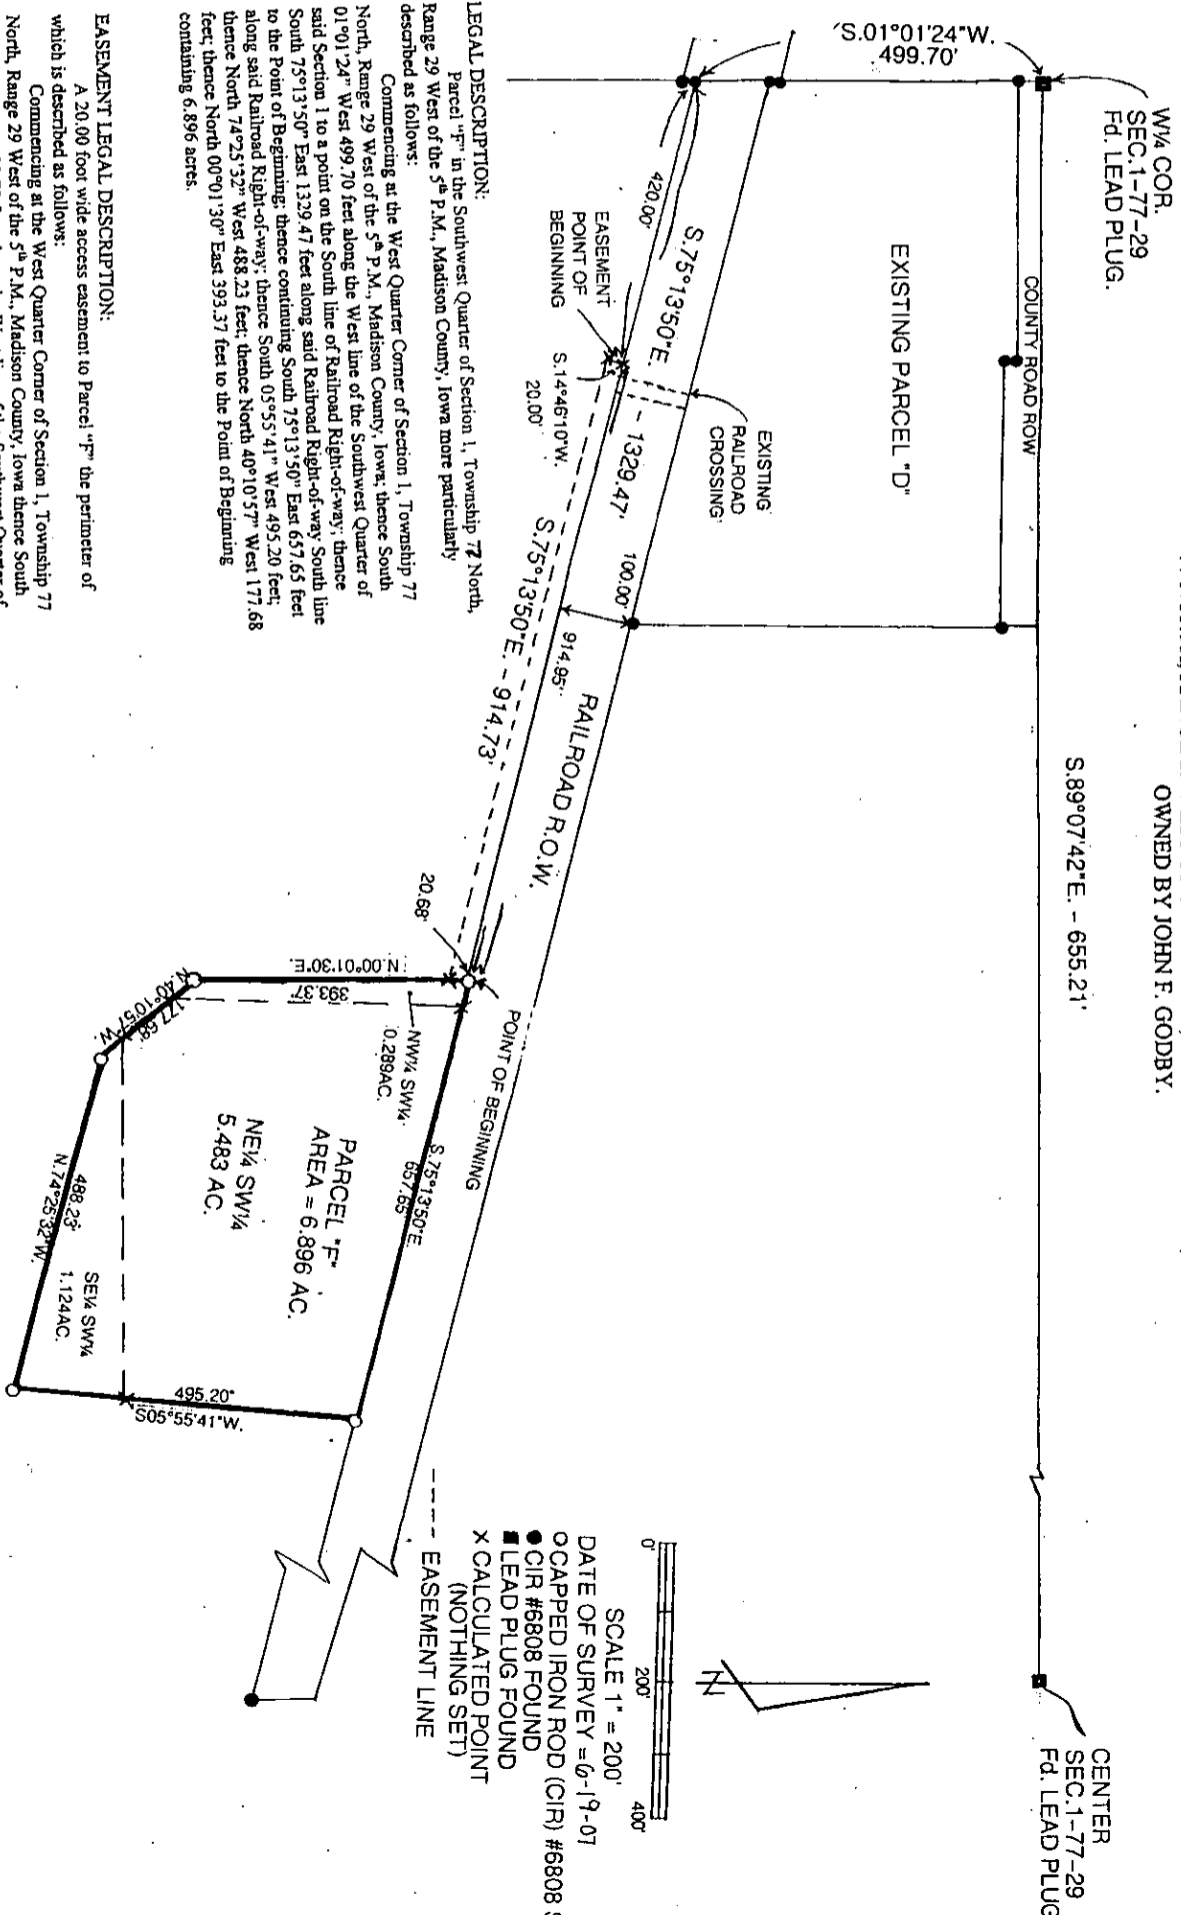 OWNED BY JOHN F. GODBY.
W¼ COR.
SEC.1-77-29
Fd. LEAD PLUG.
S.01°01'24"W.
499.70'
S.89°07'42"E. - 655.21'
CENTER
SEC.1-77-29
Fd. LEAD PLUG
COUNTY ROAD ROW
EXISTING PARCEL "D"
EXISTING
RAILROAD
CROSSING
S.75°13'50"E. - 1329.47'
420.00'
100.00'
EASEMENT
POINT OF
BEGINNING
S.14°46'10"W.
20.00'
914.95'
S.75°13'50"E. - 914.73'
RAILROAD R.O.W.
20.68'
POINT OF BEGINNING
N.00°01'30"E.
393.37'
NW¼ SW¼
0.289AC.
S.75°13'50"E.
657.65'
PARCEL "F"
AREA = 6.896 AC.
NE¼ SW¼
5.483 AC.
N.40°10'57"W.
177.68'
488.23'
N.74°25'32"W.
SE¼ SW¼
1.124AC.
495.20'
S05°55'41"W.
0'
200'
400'
SCALE 1" = 200'
DATE OF SURVEY = 6-19-07
O CAPPED IRON ROD (CIR) #6808
● CIR #6808 FOUND
■ LEAD PLUG FOUND
X CALCULATED POINT
(NOTHING SET)
---- EASEMENT LINE
N
LEGAL DESCRIPTION:
Parcel "F" in the Southwest Quarter of Section 1, Township 77 North,
Range 29 West of the 5th P.M., Madison County, Iowa more particularly
described as follows:
Commencing at the West Quarter Corner of Section 1, Township 77
North, Range 29 West of the 5th P.M., Madison County, Iowa; thence South
01°01'24" West 499.70 feet along the West line of the Southwest Quarter of
said Section 1 to a point on the South line of Railroad Right-of-way; thence
South 75°13'50" East 1329.47 feet along said Railroad Right-of-way South line
to the Point of Beginning; thence continuing South 75°13'50" East 657.65 feet
along said Railroad Right-of-way; thence South 05°55'41" West 495.20 feet;
thence North 74°25'32" West 488.23 feet; thence North 40°10'57" West 177.68
feet; thence North 00°01'30" East 393.37 feet to the Point of Beginning
containing 6.896 acres.
EASEMENT LEGAL DESCRIPTION:
A 20.00 foot wide access easement to Parcel "F" the perimeter of
which is described as follows:
Commencing at the West Quarter Corner of Section 1, Township 77
North, Range 29 West of the 5th P.M., Madison County, Iowa thence South